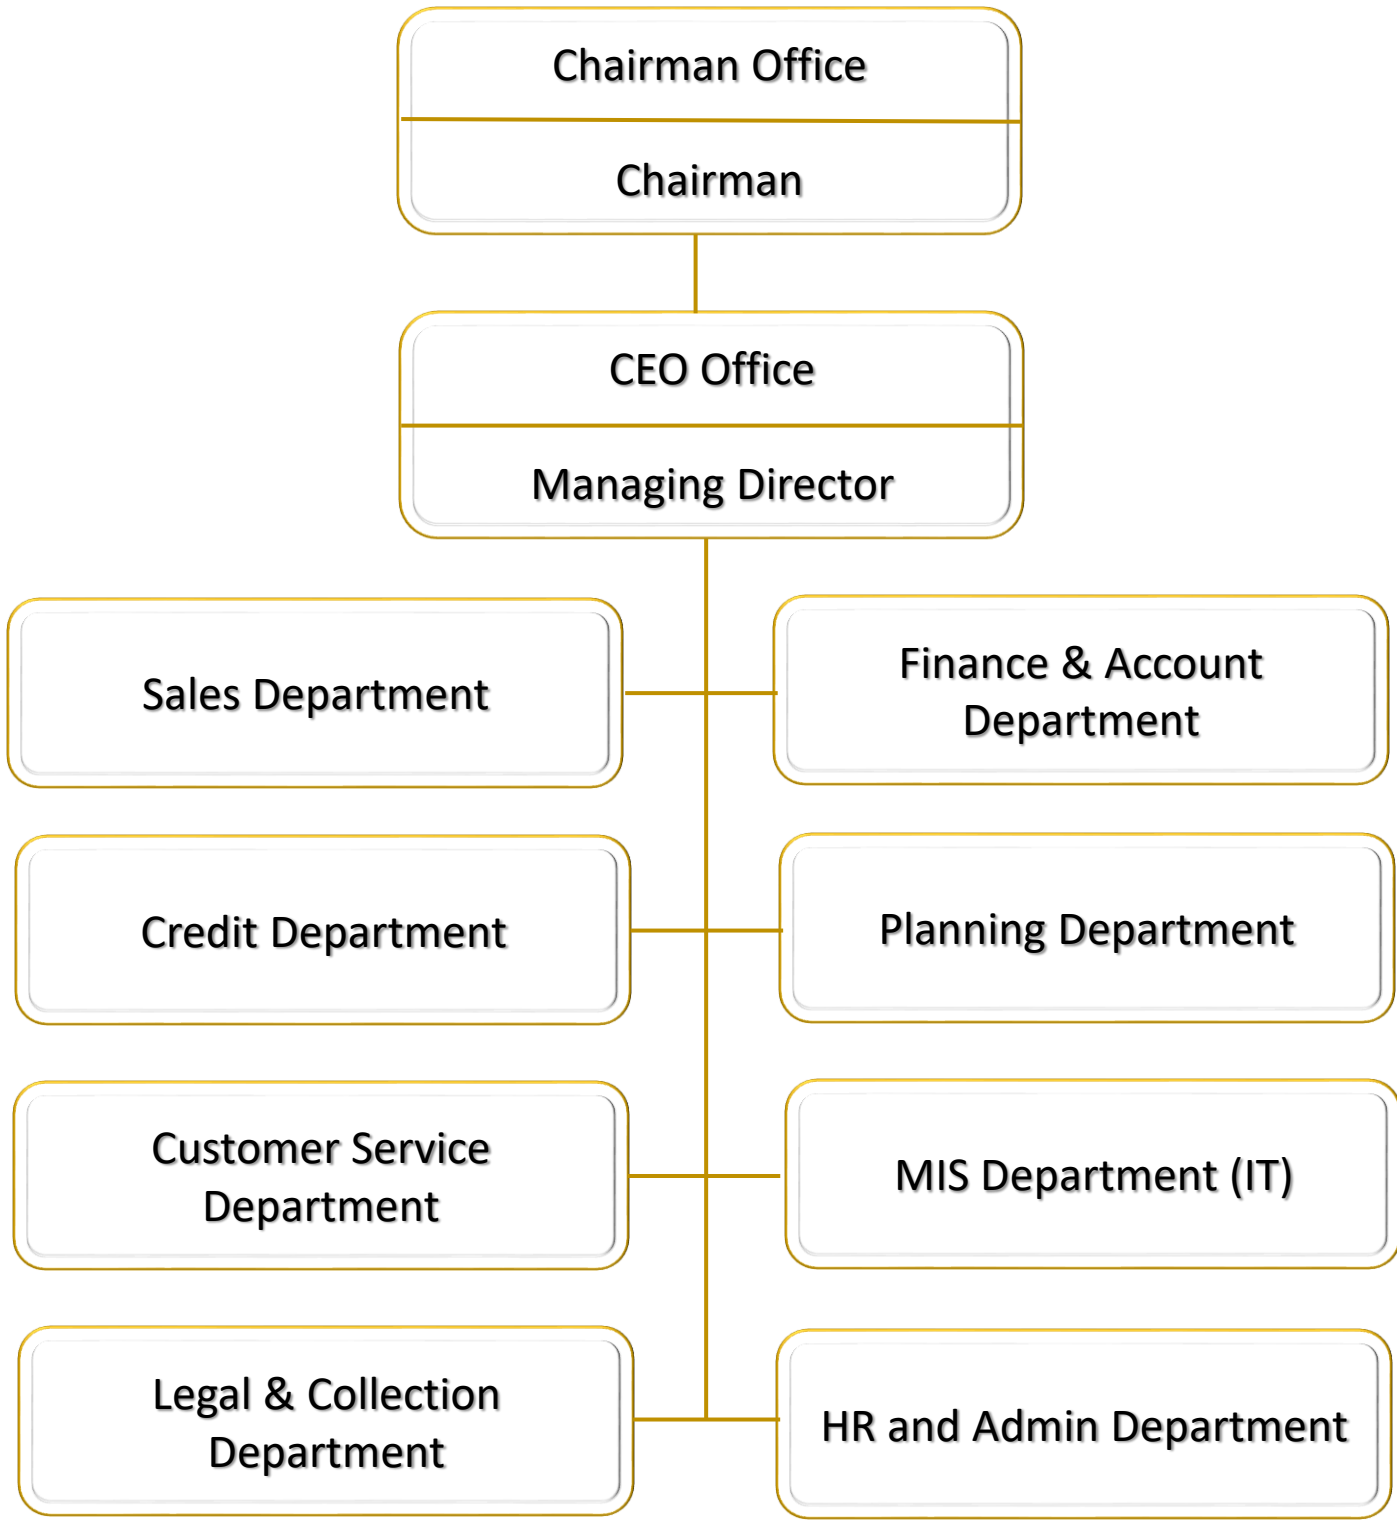 Chairman Office
Chairman
CEO Office
Managing Director
Sales Department
Finance & Account
Department
Credit Department
Planning Department
Customer Service
Department
MIS Department (IT)
Legal & Collection
Department
HR and Admin Department